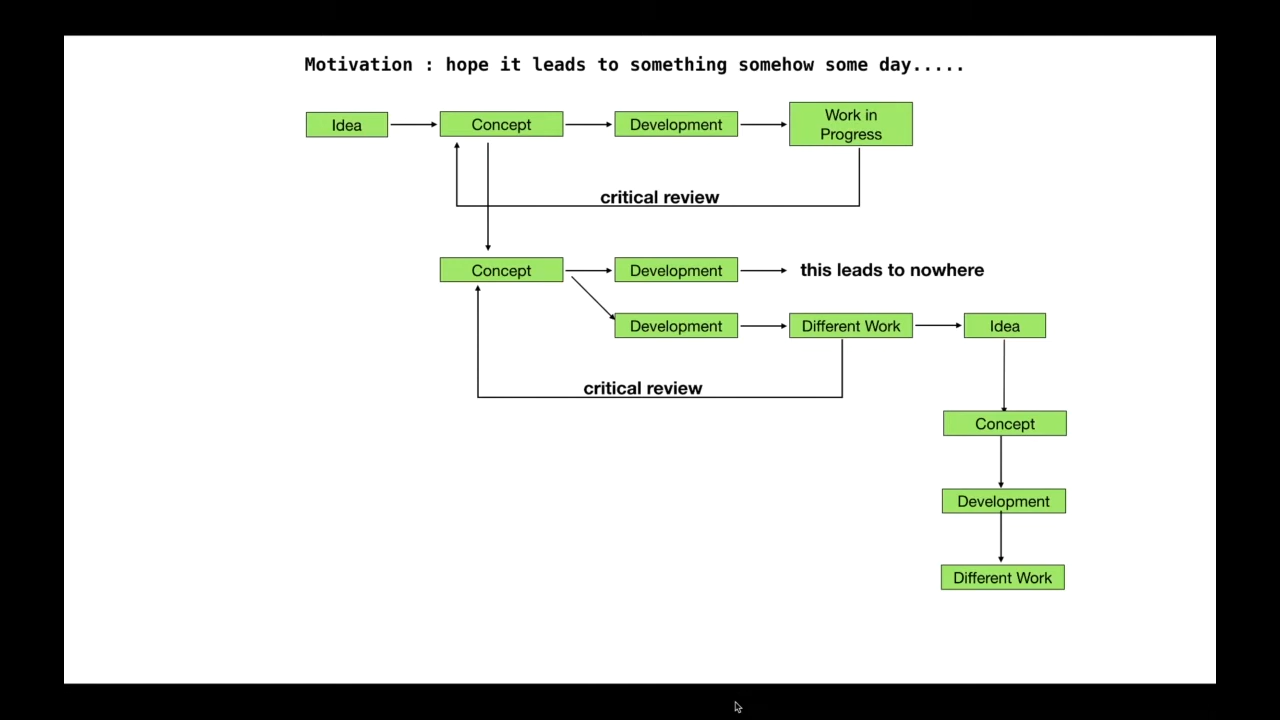 Motivation : hope it leads to something somehow some day.....
Idea
Concept
Development
Work in
Progress
critical review
Concept
Development
this leads to nowhere
Development
Different Work
Idea
critical review
Concept
Development
Different Work